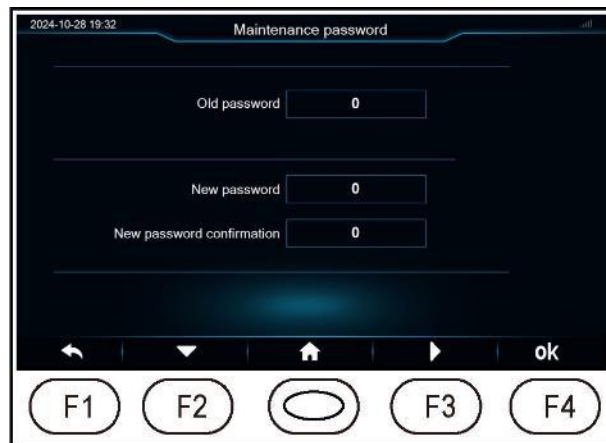 2024-10-28 19:32
Maintenance password
Old password 0
New password 0
New password confirmation 0
ok
F1 F2 F3 F4